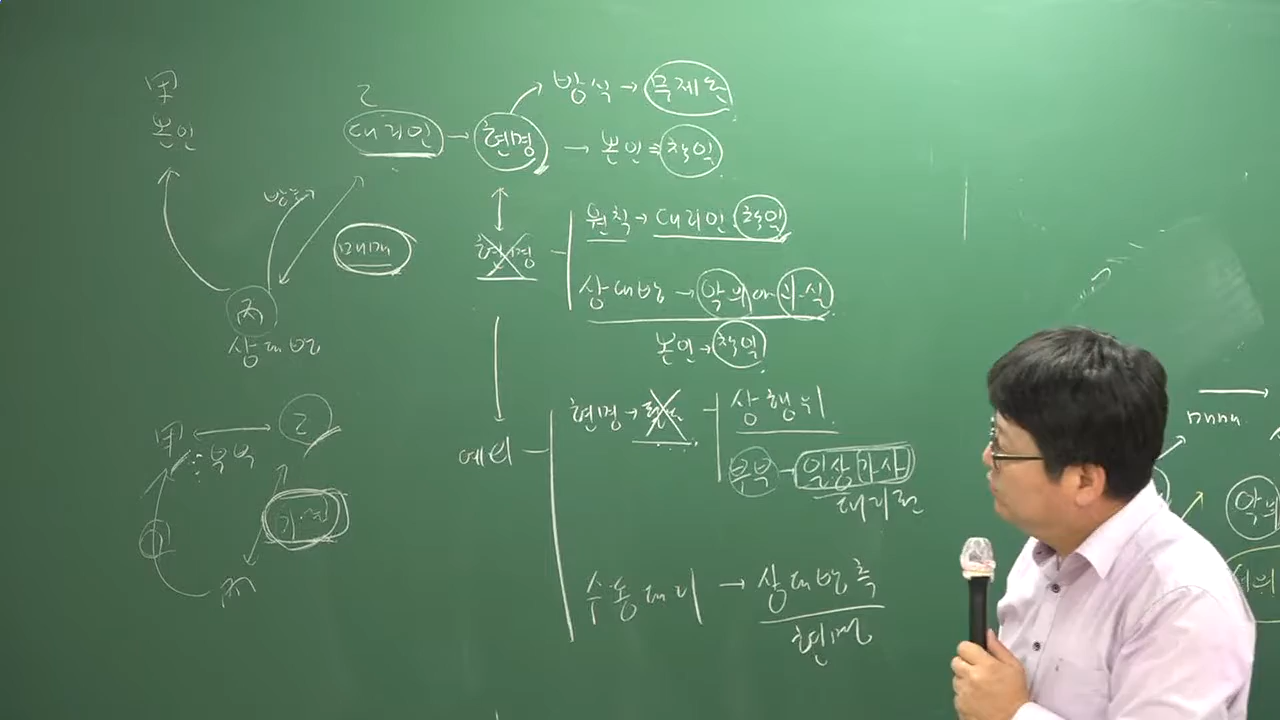 甲
본인
乙
대리인 → 현명 → 방식 → 무제한
→ 본인 = 책임
매매
丙
상대방
현명
원칙 → 대리인 책임
상대방 → 악의 or 과실
본인 → 책임
甲 ↔ 乙
부부
丙
예외
현명 →
상행위
부부 - 일상가사
대리권
수동대리 → 상대방측
현명
매매
악의